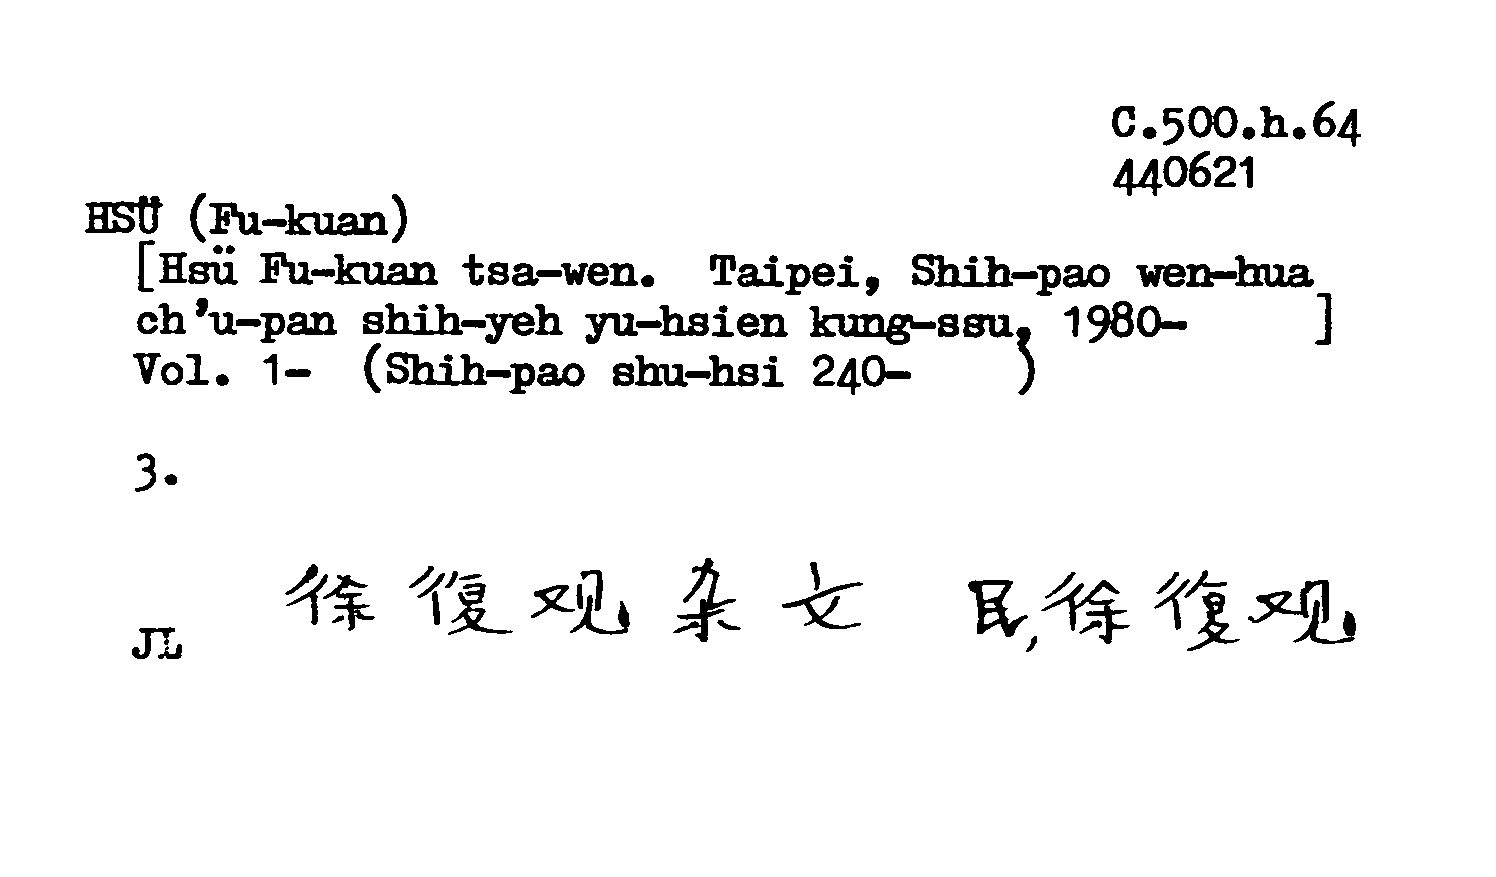 C.500.h.64
440621
HSÜ (Fu-kuan)
[Hsü Fu-kuan tsa-wen. Taipei, Shih-pao wen-hua
ch'u-pan shih-yeh yu-hsien kung-ssu, 1980- ]
Vol. 1- (Shih-pao shu-hsi 240- )
3.
徐復观杂文 民,徐復观
JL